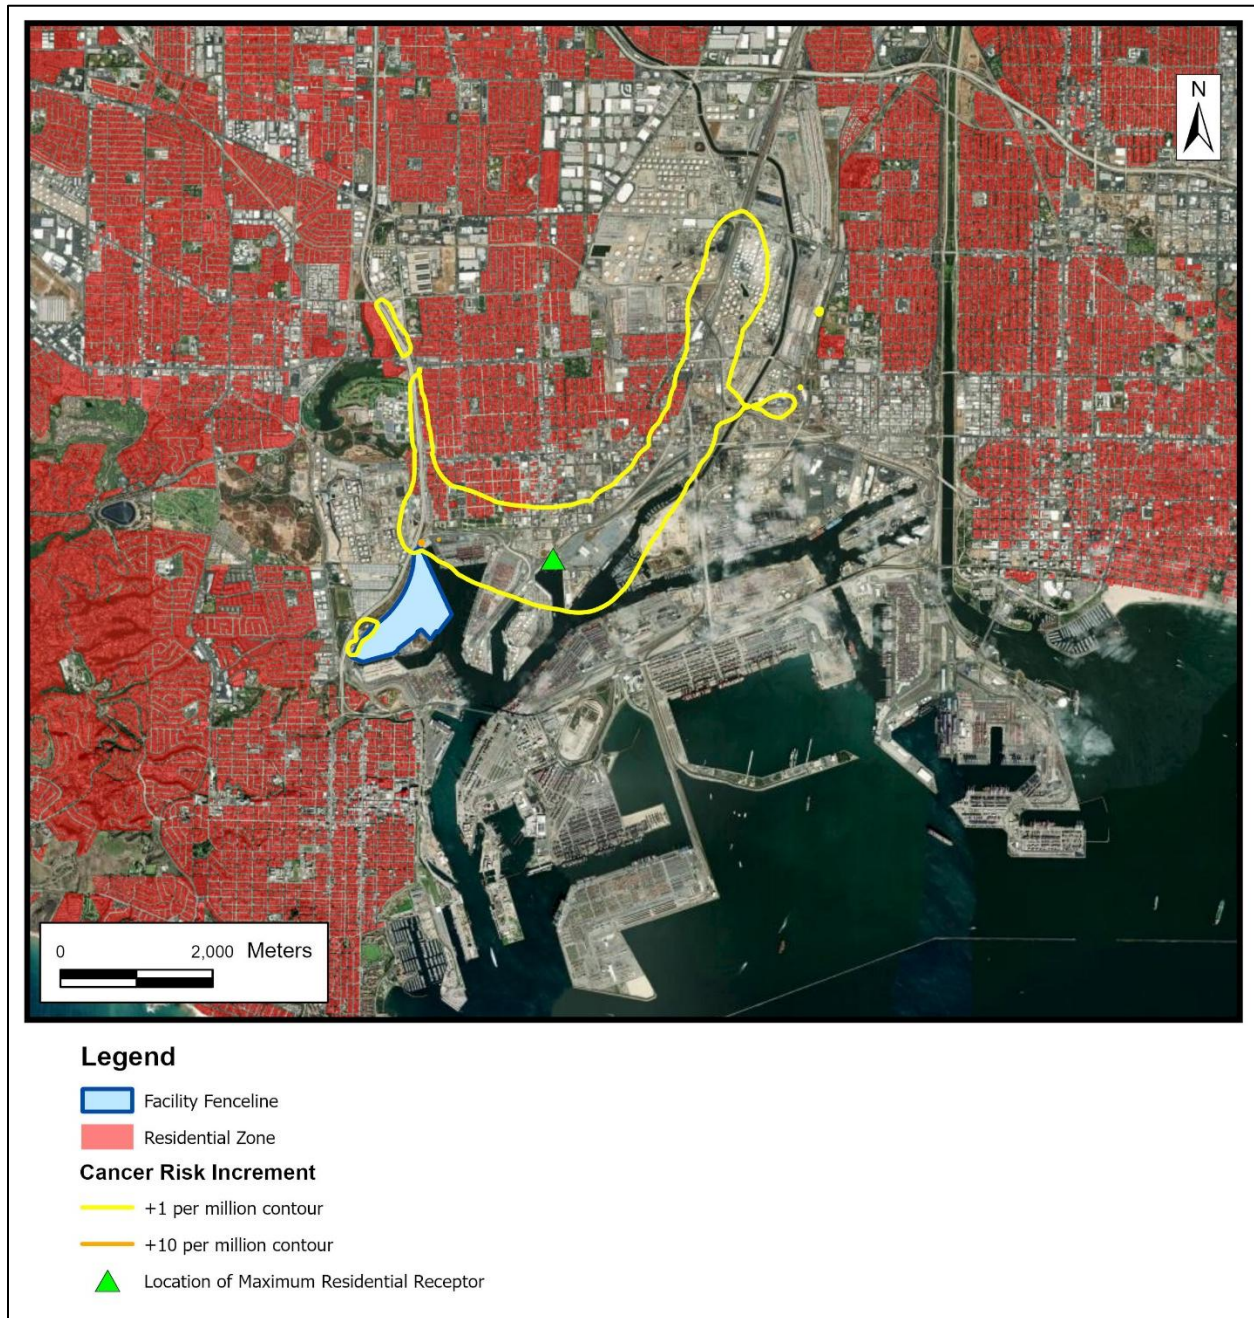 N
0 2,000 Meters
Legend
Facility Fenceline
Residential Zone
Cancer Risk Increment
+1 per million contour
+10 per million contour
Location of Maximum Residential Receptor